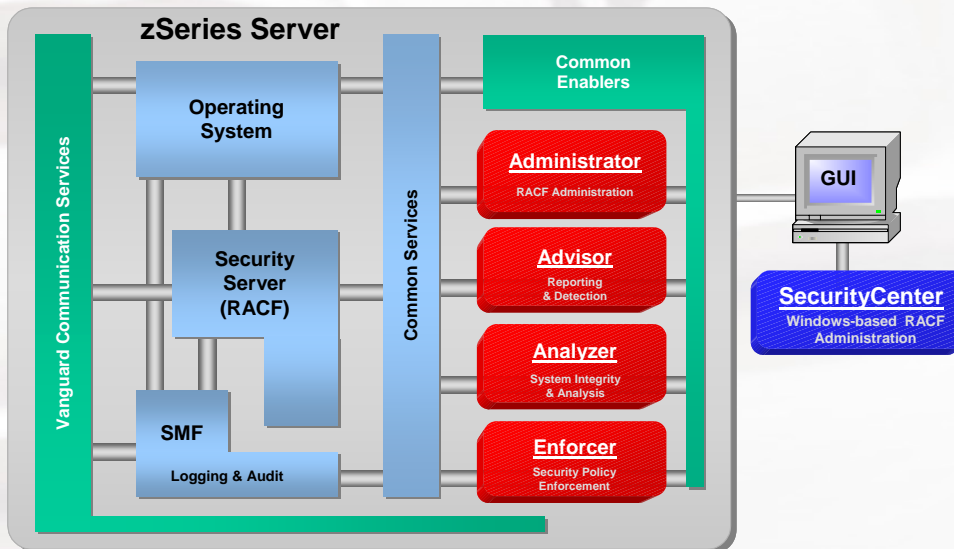 zSeries Server
Vanguard Communication Services
Operating
System
Security
Server
(RACF)
SMF
Logging & Audit
Common Services
Common
Enablers
Administrator
RACF Administration
Advisor
Reporting
& Detection
Analyzer
System Integrity
& Analysis
Enforcer
Security Policy
Enforcement
GUI
SecurityCenter
Windows-based RACF
Administration